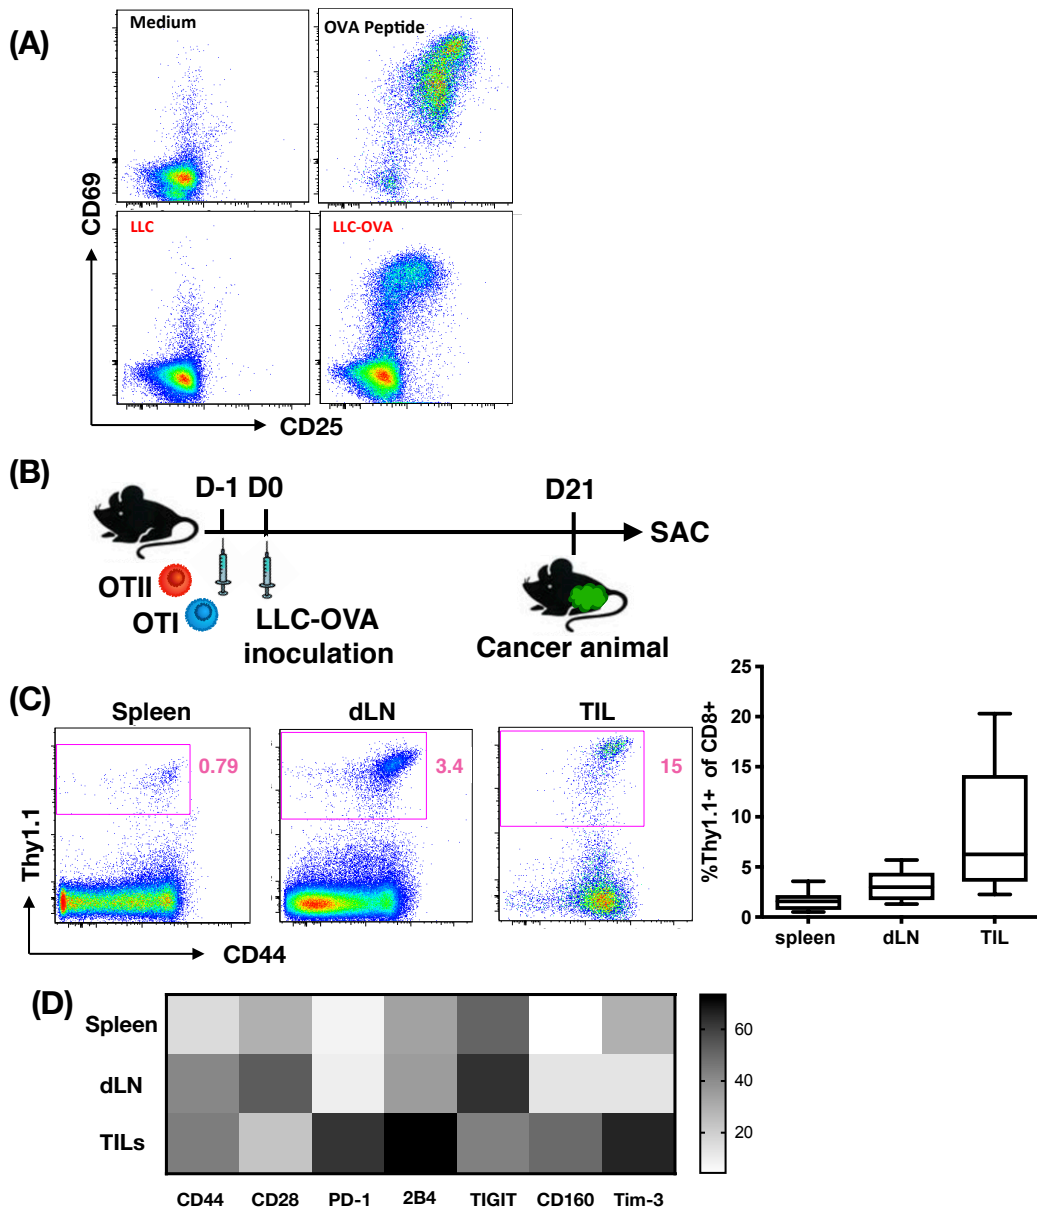 (A)
Medium
OVA Peptide
CD69
LLC
LLC-OVA
CD25
(B)
D-1 D0
D21
SAC
OTII
OTI
LLC-OVA
inoculation
Cancer animal
(C)
Spleen
dLN
TIL
0.79
3.4
15
Thy1.1
CD44
%Thy1.1+ of CD8+
25
20
15
10
5
0
spleen
dLN
TIL
(D)
Spleen
dLN
TILs
60
40
20
CD44
CD28
PD-1
2B4
TIGIT
CD160
Tim-3